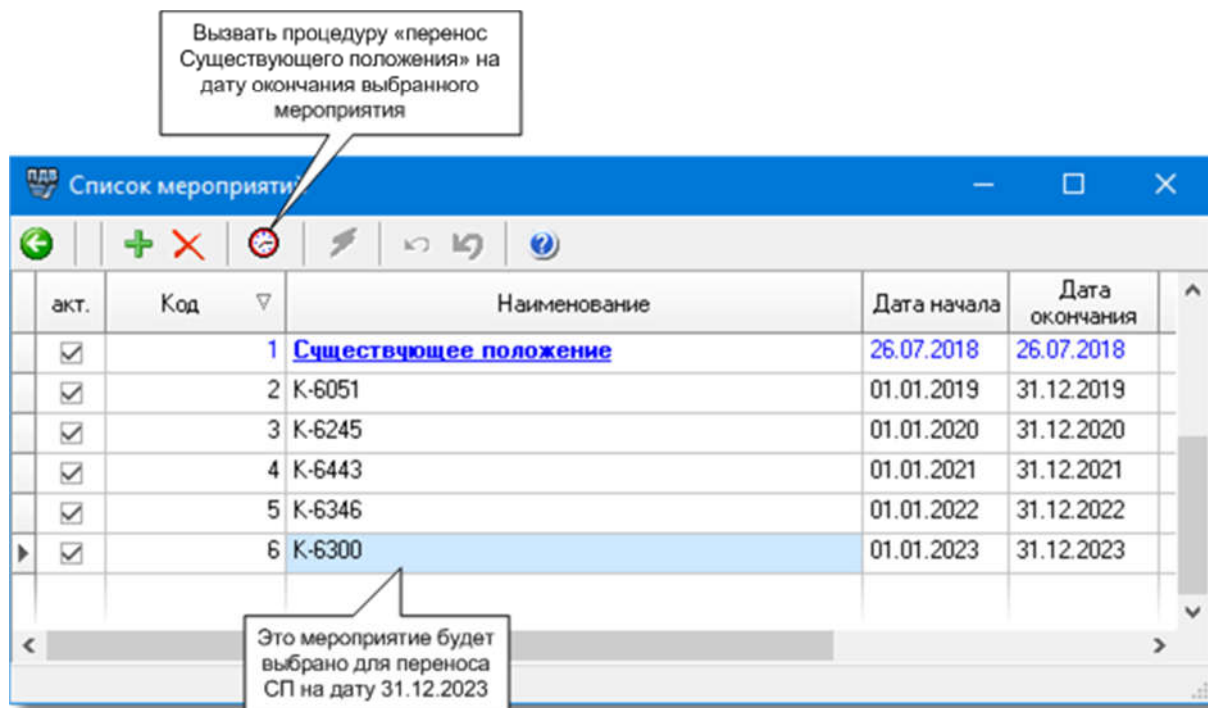 Вызвать процедуру «перенос
Существующего положения» на
дату окончания выбранного
мероприятия
ПДВ
Список мероприяти
акт. Код Наименование Дата начала Дата
окончания
1 Существующее положение 26.07.2018 26.07.2018
2 К-6051 01.01.2019 31.12.2019
3 К-6245 01.01.2020 31.12.2020
4 К-6443 01.01.2021 31.12.2021
5 К-6346 01.01.2022 31.12.2022
6 К-6300 01.01.2023 31.12.2023
Это мероприятие будет
выбрано для переноса
СП на дату 31.12.2023